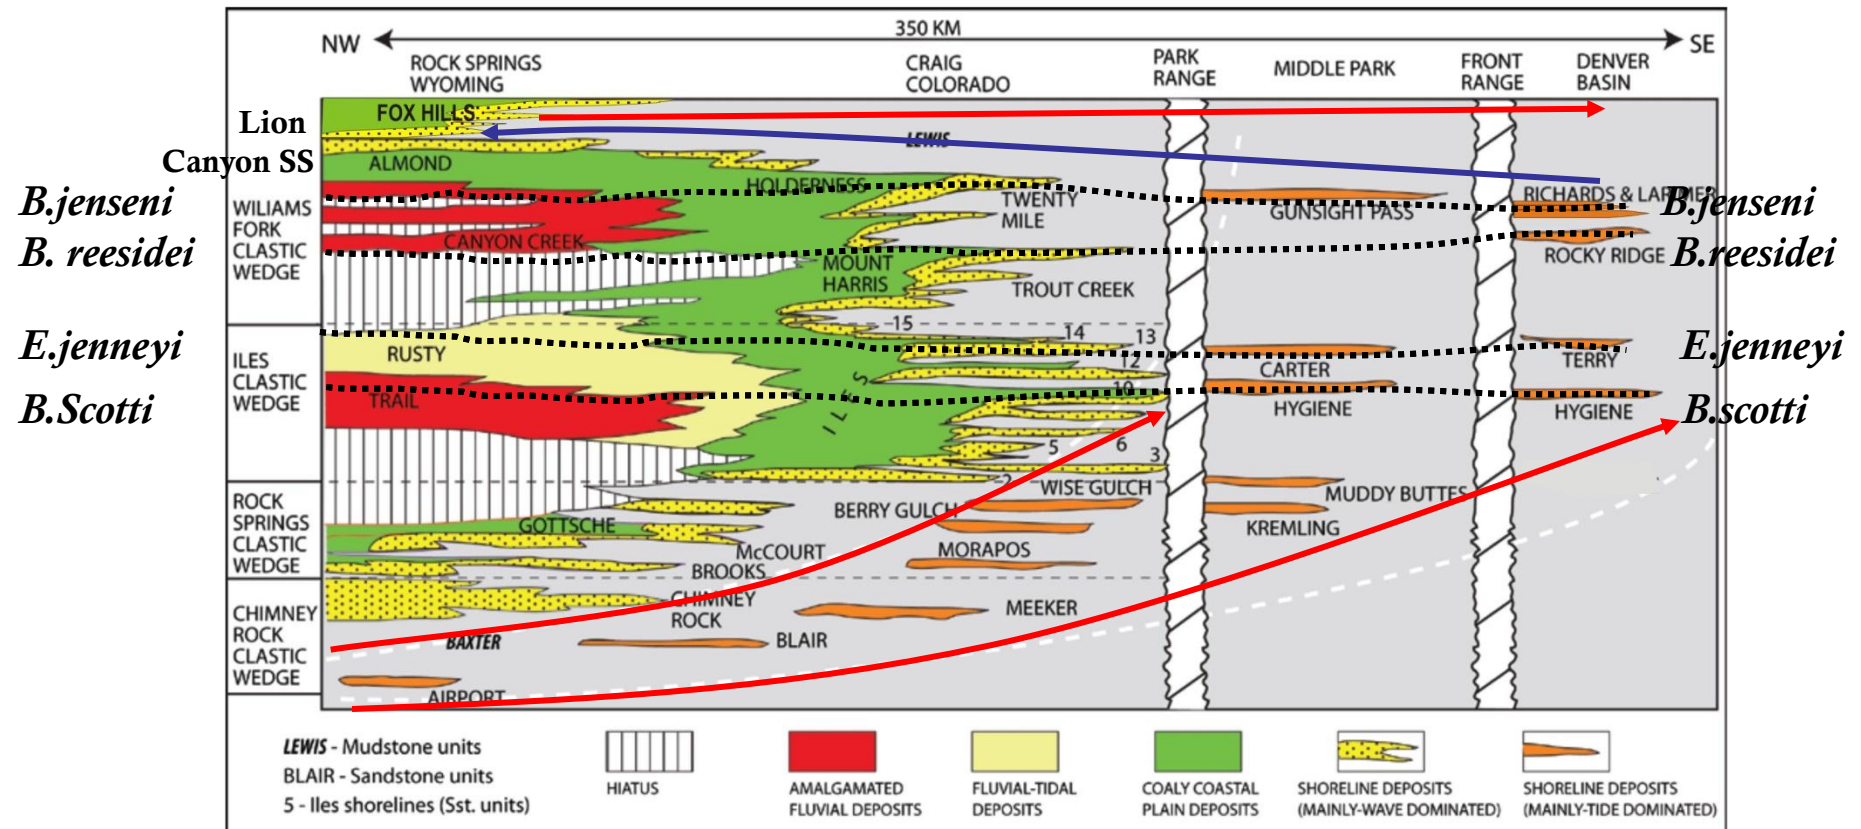 350 KM
NW
SE
ROCK SPRINGS
WYOMING
CRAIG
COLORADO
PARK
RANGE
MIDDLE PARK
FRONT
RANGE
DENVER
BASIN
FOX HILLS
Lion
Canyon SS
LEWIS
ALMOND
HOLDERNESS
B.jenseni
RICHARDS & LARIMER
B.jenseni
WILIAMS
FORK
CLASTIC
WEDGE
TWENTY
MILE
GUNSIGHT PASS
B. reesidei
CANYON CREEK
MOUNT
HARRIS
ROCKY RIDGE
B.reesidei
TROUT CREEK
15
14
13
E.jenneyi
RUSTY
12
CARTER
TERRY
E.jenneyi
ILES
CLASTIC
WEDGE
10
B.Scotti
TRAIL
ILES
HYGIENE
HYGIENE
B.scotti
5
6
3
2
WISE GULCH
MUDDY BUTTES
ROCK
SPRINGS
CLASTIC
WEDGE
GOTTSCHE
BERRY GULCH
KREMLING
McCOURT
MORAPOS
BROOKS
CHIMNEY
ROCK
CLASTIC
WEDGE
CHIMNEY
ROCK
MEEKER
BAXTER
BLAIR
AIRPORT
LEWIS - Mudstone units
BLAIR - Sandstone units
5 - Iles shorelines (Sst. units)
HIATUS
AMALGAMATED
FLUVIAL DEPOSITS
FLUVIAL-TIDAL
DEPOSITS
COALY COASTAL
PLAIN DEPOSITS
SHORELINE DEPOSITS
(MAINLY-WAVE DOMINATED)
SHORELINE DEPOSITS
(MAINLY-TIDE DOMINATED)